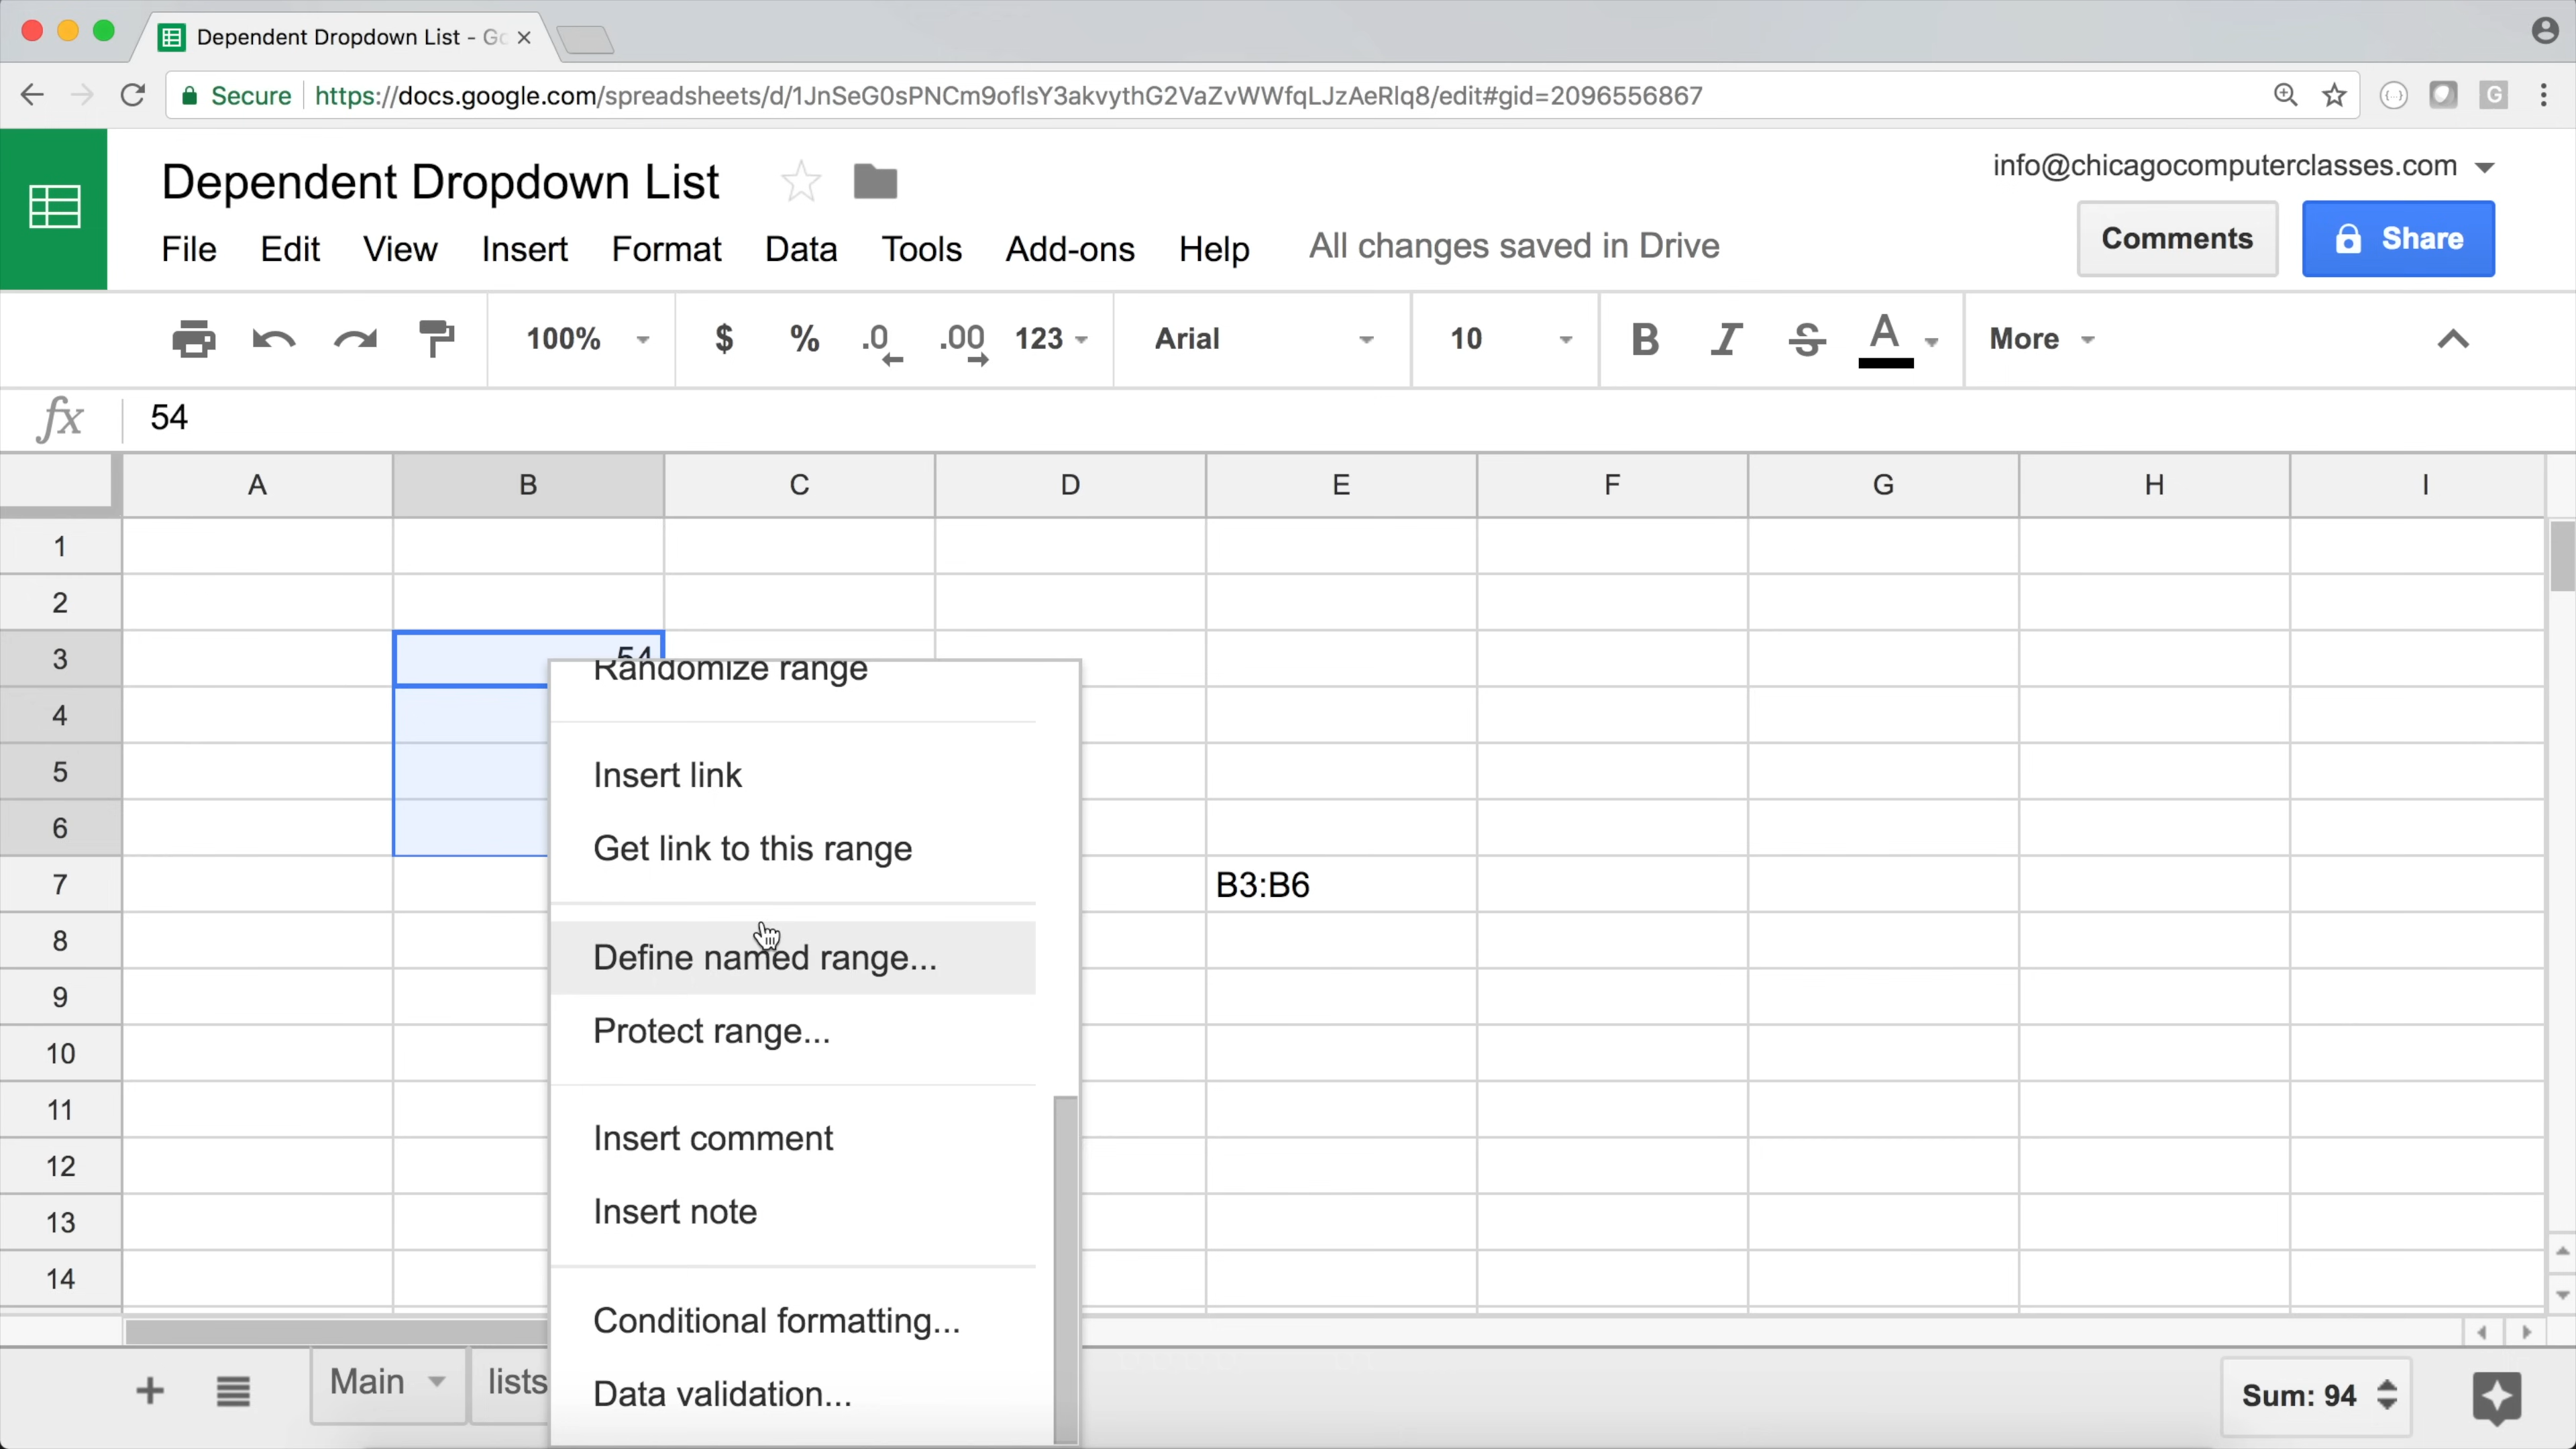 Dependent Dropdown List - Go
Secure https://docs.google.com/spreadsheets/d/1JnSeG0sPNCm9oflsY3akvythG2VaZvWWfqLJzAeRlq8/edit#gid=2096556867
G
Dependent Dropdown List
info@chicagocomputerclasses.com
File Edit View Insert Format Data Tools Add-ons Help All changes saved in Drive
Comments Share
100% $ % .0 .00 123 Arial 10 B I S A More
fx 54
A B C D E F G H I
1
2
3 54
Randomize range
4
Insert link
5
6
Get link to this range
7 B3:B6
8
Define named range...
9
Protect range...
10
11
Insert comment
12
Insert note
13
14
Conditional formatting...
Main lists
Data validation...
Sum: 94